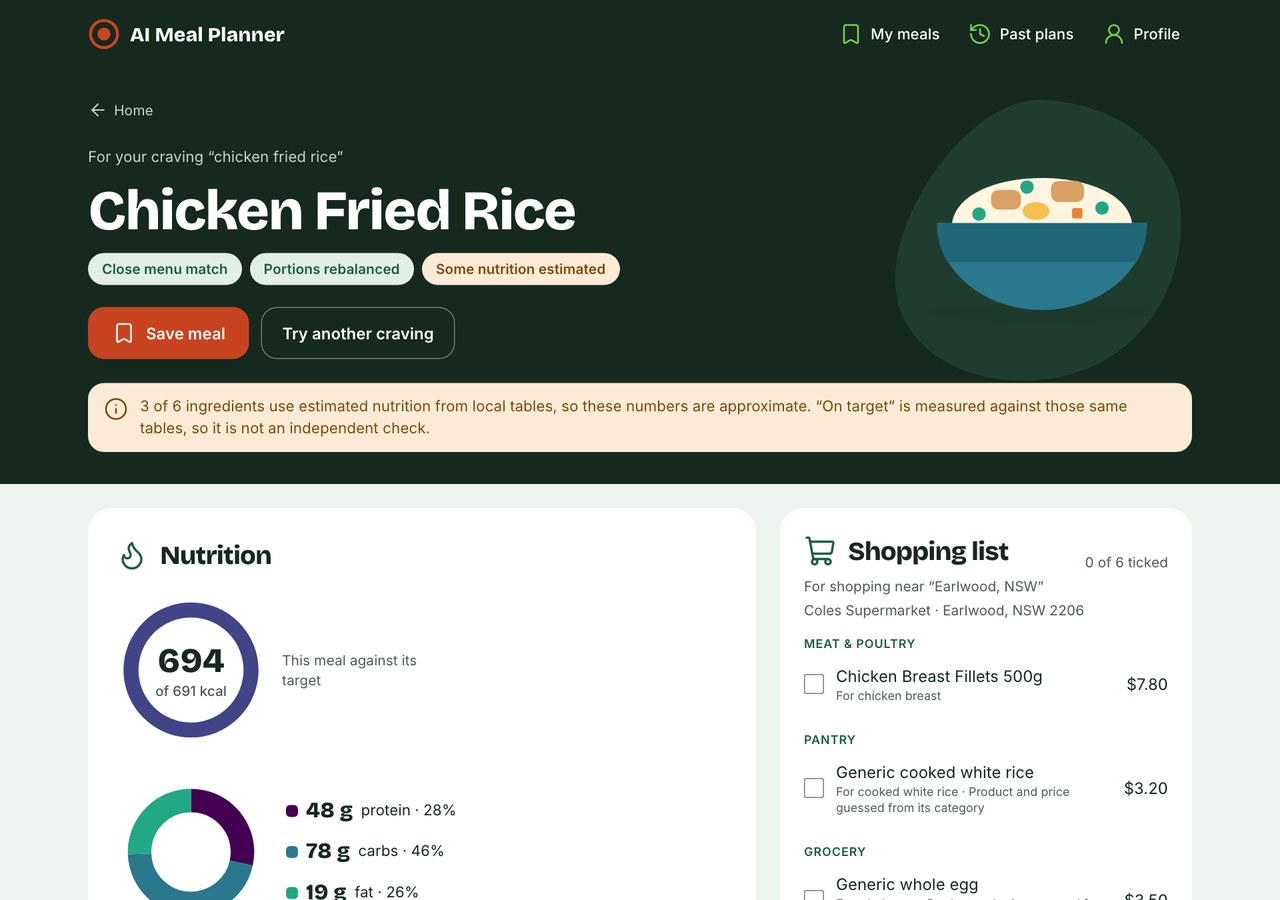 AI Meal Planner
My meals
Past plans
Profile
Home
For your craving “chicken fried rice”
Chicken Fried Rice
Close menu match
Portions rebalanced
Some nutrition estimated
Save meal
Try another craving
3 of 6 ingredients use estimated nutrition from local tables, so these numbers are approximate. “On target” is measured against those same
tables, so it is not an independent check.
Nutrition
694
of 691 kcal
This meal against its
target
48 g protein · 28%
78 g carbs · 46%
19 g fat · 26%
Shopping list
0 of 6 ticked
For shopping near “Earlwood, NSW”
Coles Supermarket · Earlwood, NSW 2206
MEAT & POULTRY
Chicken Breast Fillets 500g
For chicken breast
$7.80
PANTRY
Generic cooked white rice
For cooked white rice · Product and price
guessed from its category
$3.20
GROCERY
Generic whole egg
$3.50